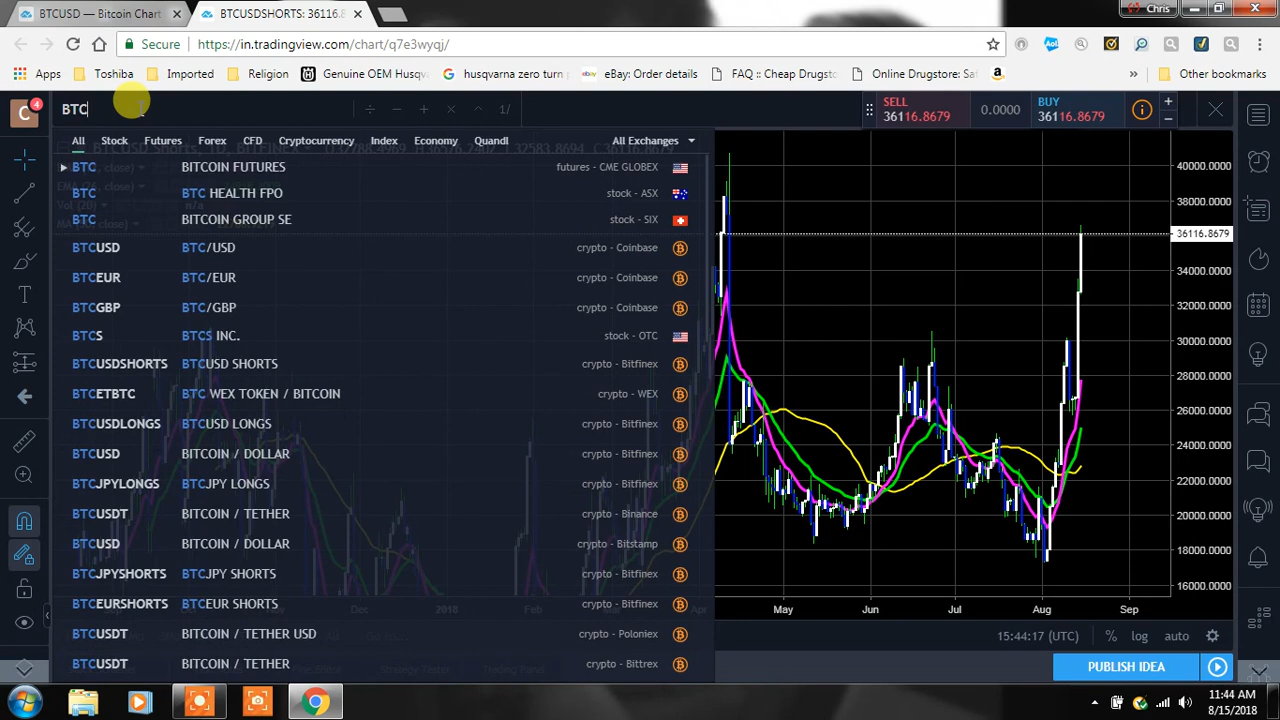 BTCUSD — Bitcoin Chart
BTCUSDSHORTS: 36116.8
Chris
Secure
https://in.tradingview.com/chart/q7e3wyqj/
Apps
Toshiba
Imported
Religion
Genuine OEM Husqv
husqvarna zero turn
eBay: Order details
FAQ :: Cheap Drugst
Online Drugstore: Sa
»
Other bookmarks
C
4
BTC
1/
SELL
36116.8679
0.0000
BUY
36116.8679
All
Stock
Futures
Forex
CFD
Cryptocurrency
Index
Economy
Quandl
All Exchanges
BTC BITCOIN FUTURES futures - CME GLOBEX
BTC BTC HEALTH FPO stock - ASX
BTC BITCOIN GROUP SE stock - SIX
BTCUSD BTC/USD crypto - Coinbase
BTCEUR BTC/EUR crypto - Coinbase
BTCGBP BTC/GBP crypto - Coinbase
BTCS BTCS INC. stock - OTC
BTCUSDSHORTS BTCUSD SHORTS crypto - Bitfinex
BTCETBTC BTC WEX TOKEN / BITCOIN crypto - WEX
BTCUSDLONGS BTCUSD LONGS crypto - Bitfinex
BTCUSD BITCOIN / DOLLAR crypto - Bitfinex
BTCJPYLONGS BTCJPY LONGS crypto - Bitfinex
BTCUSDT BITCOIN / TETHER crypto - Binance
BTCUSD BITCOIN / DOLLAR crypto - Bitstamp
BTCJPYSHORTS BTCJPY SHORTS crypto - Bitfinex
BTCEURSHORTS BTCEUR SHORTS crypto - Bitfinex
BTCUSDT BITCOIN / TETHER USD crypto - Poloniex
BTCUSDT BITCOIN / TETHER crypto - Bittrex
40000.0000
38000.0000
36116.8679
34000.0000
32000.0000
30000.0000
28000.0000
26000.0000
24000.0000
22000.0000
20000.0000
18000.0000
16000.0000
Dec
2018
Feb
Apr
May
Jun
Jul
Aug
Sep
15:44:17 (UTC)
%
log
auto
Strategy Tester
Trading Panel
PUBLISH IDEA
11:44 AM
8/15/2018